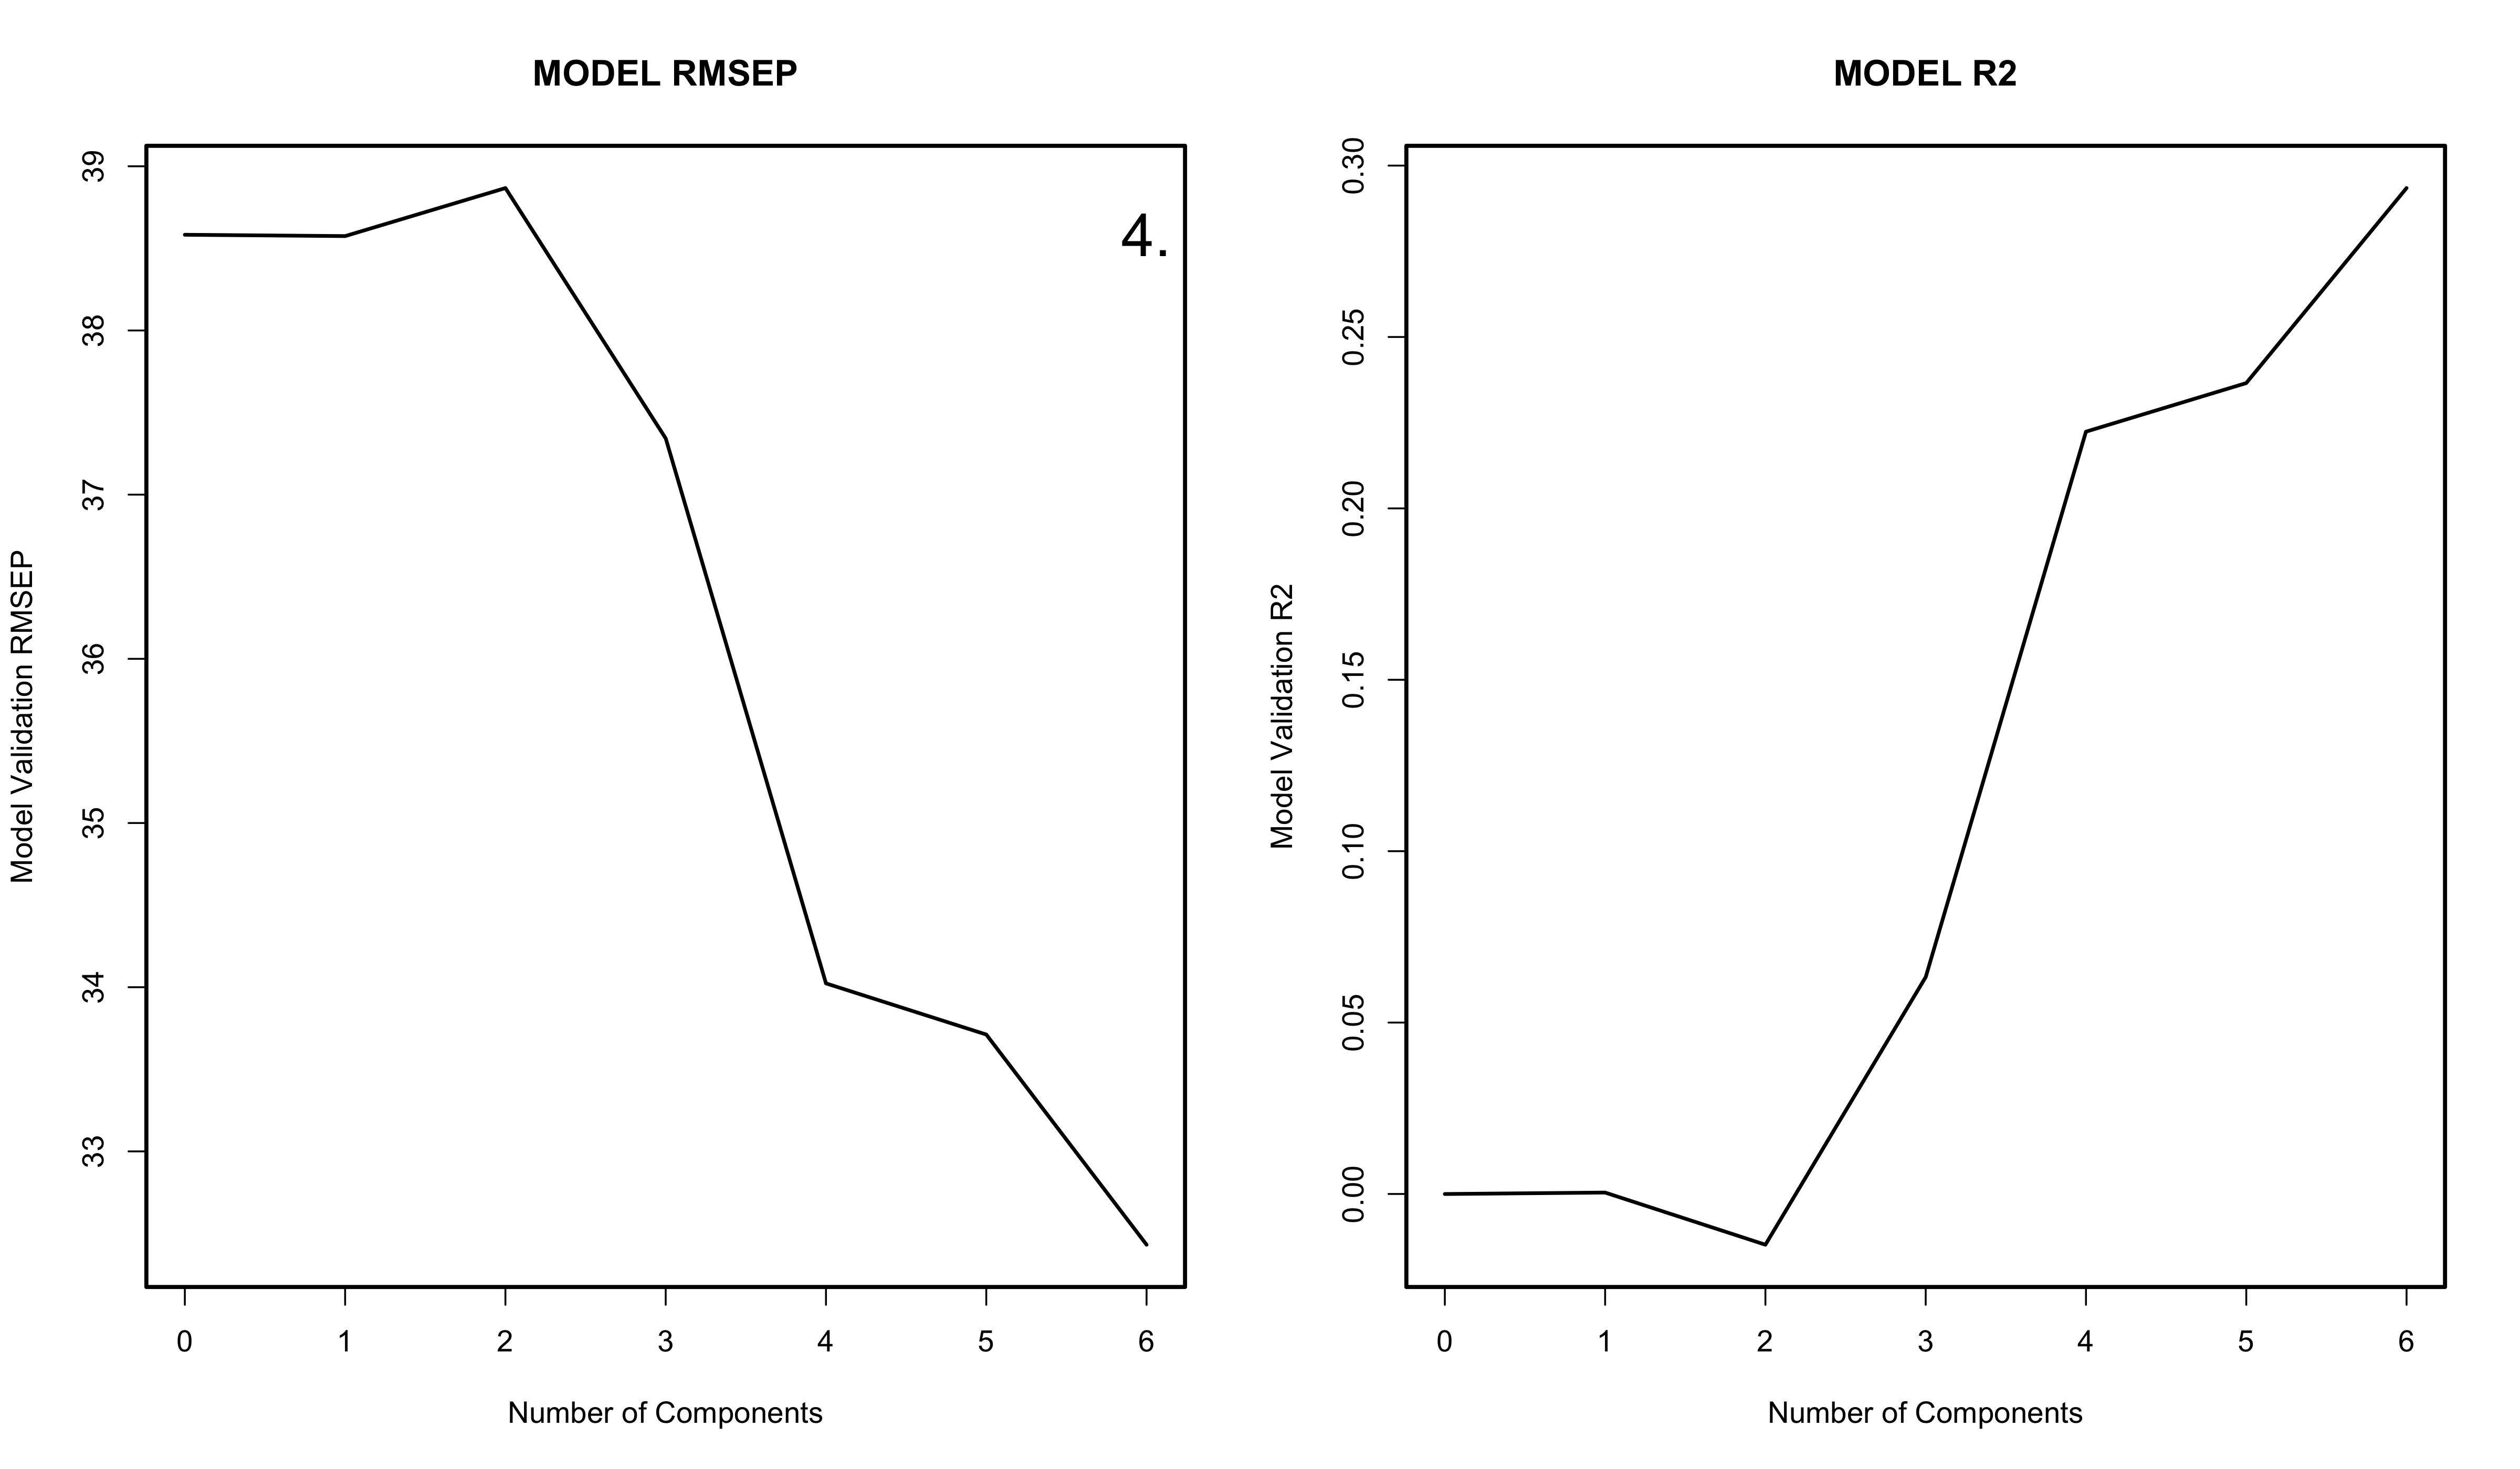 MODEL RMSEP
4.
39
38
37
36
35
34
33
Model Validation RMSEP
0 1 2 3 4 5 6
Number of Components
MODEL R2
0.30
0.25
0.20
0.15
0.10
0.05
0.00
Model Validation R2
0 1 2 3 4 5 6
Number of Components